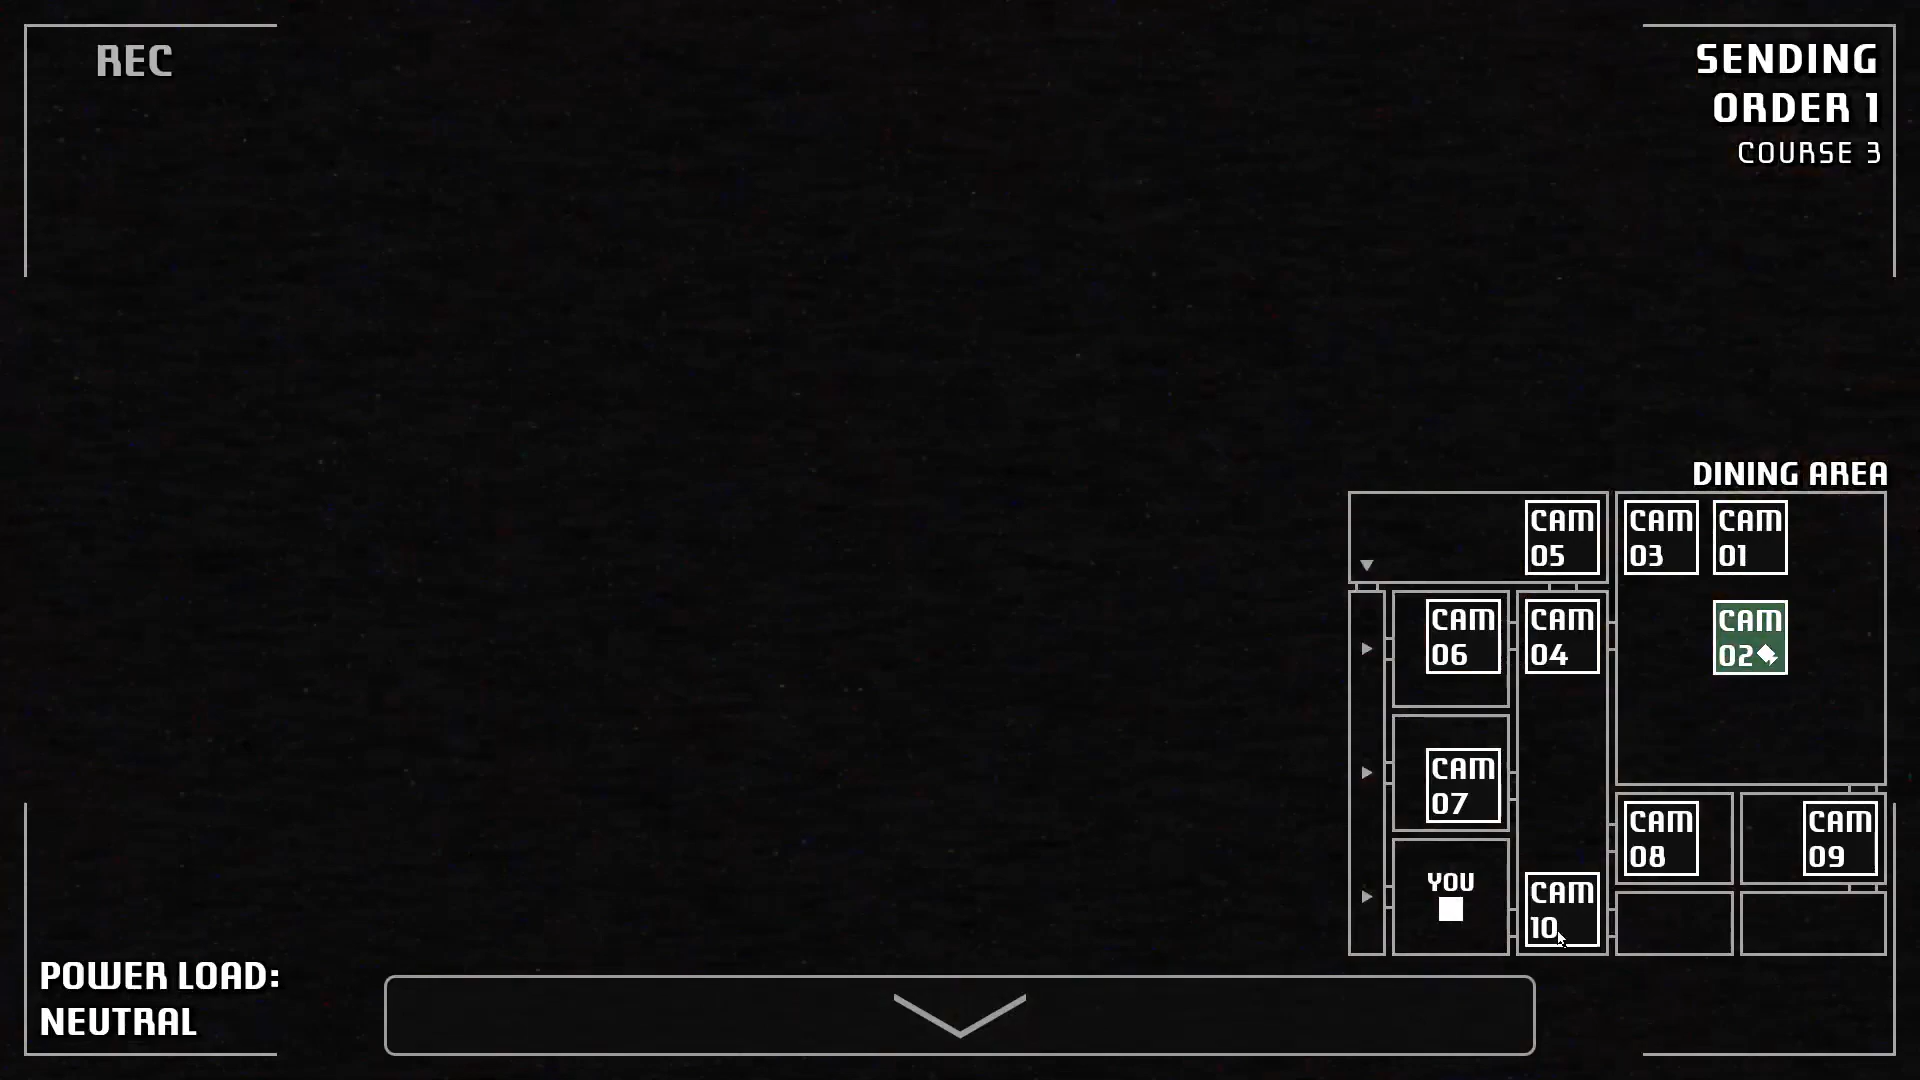 REC
SENDING
ORDER 1
COURSE 3
DINING AREA
CAM
05
CAM
03
CAM
01
CAM
06
CAM
04
CAM
02
CAM
07
CAM
08
CAM
09
YOU
CAM
10
POWER LOAD:
NEUTRAL